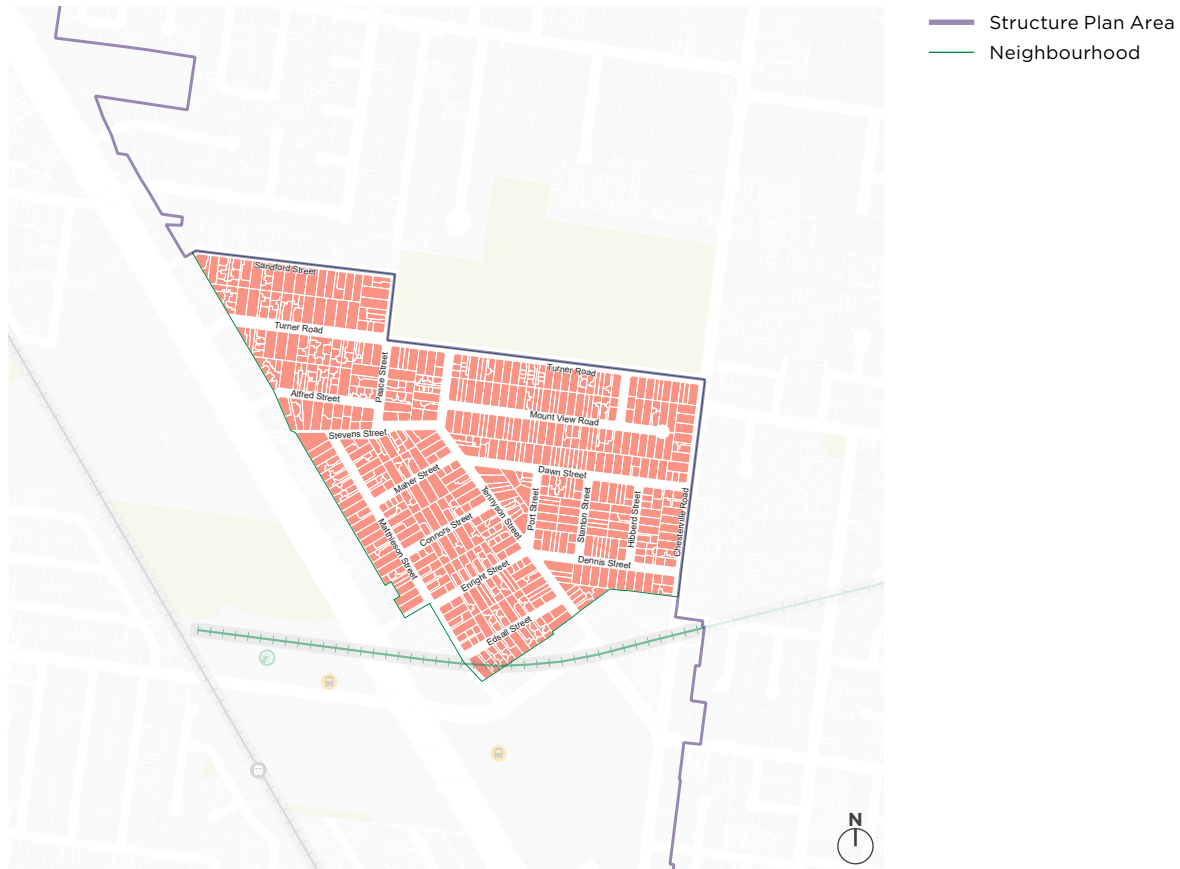 Structure Plan Area
Neighbourhood
Sandford Street
Turner Road
Peace Street
Turner Road
Alfred Street
Mount View Road
Stevens Street
Maher Street
Dawn Street
Tennyson Street
Port Street
Stanton Street
Hibberd Street
Chesterville Road
Matthieson Street
Connors Street
Dennis Street
Enright Street
Edsall Street
N